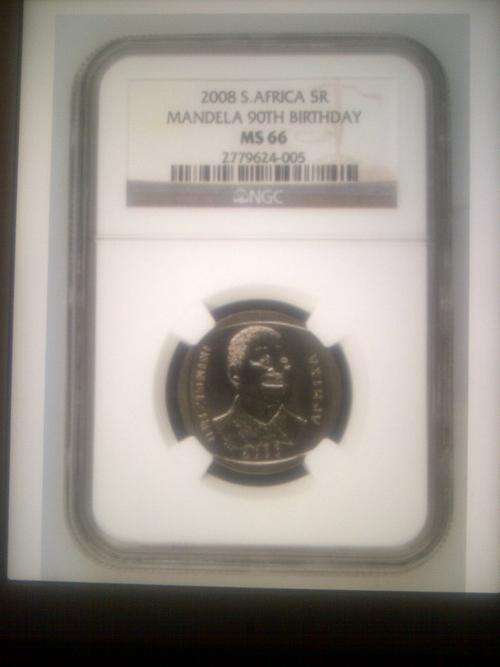 2008 S.AFRICA 5R
MANDELA 90TH BIRTHDAY
MS 66
2779624-005
NGC